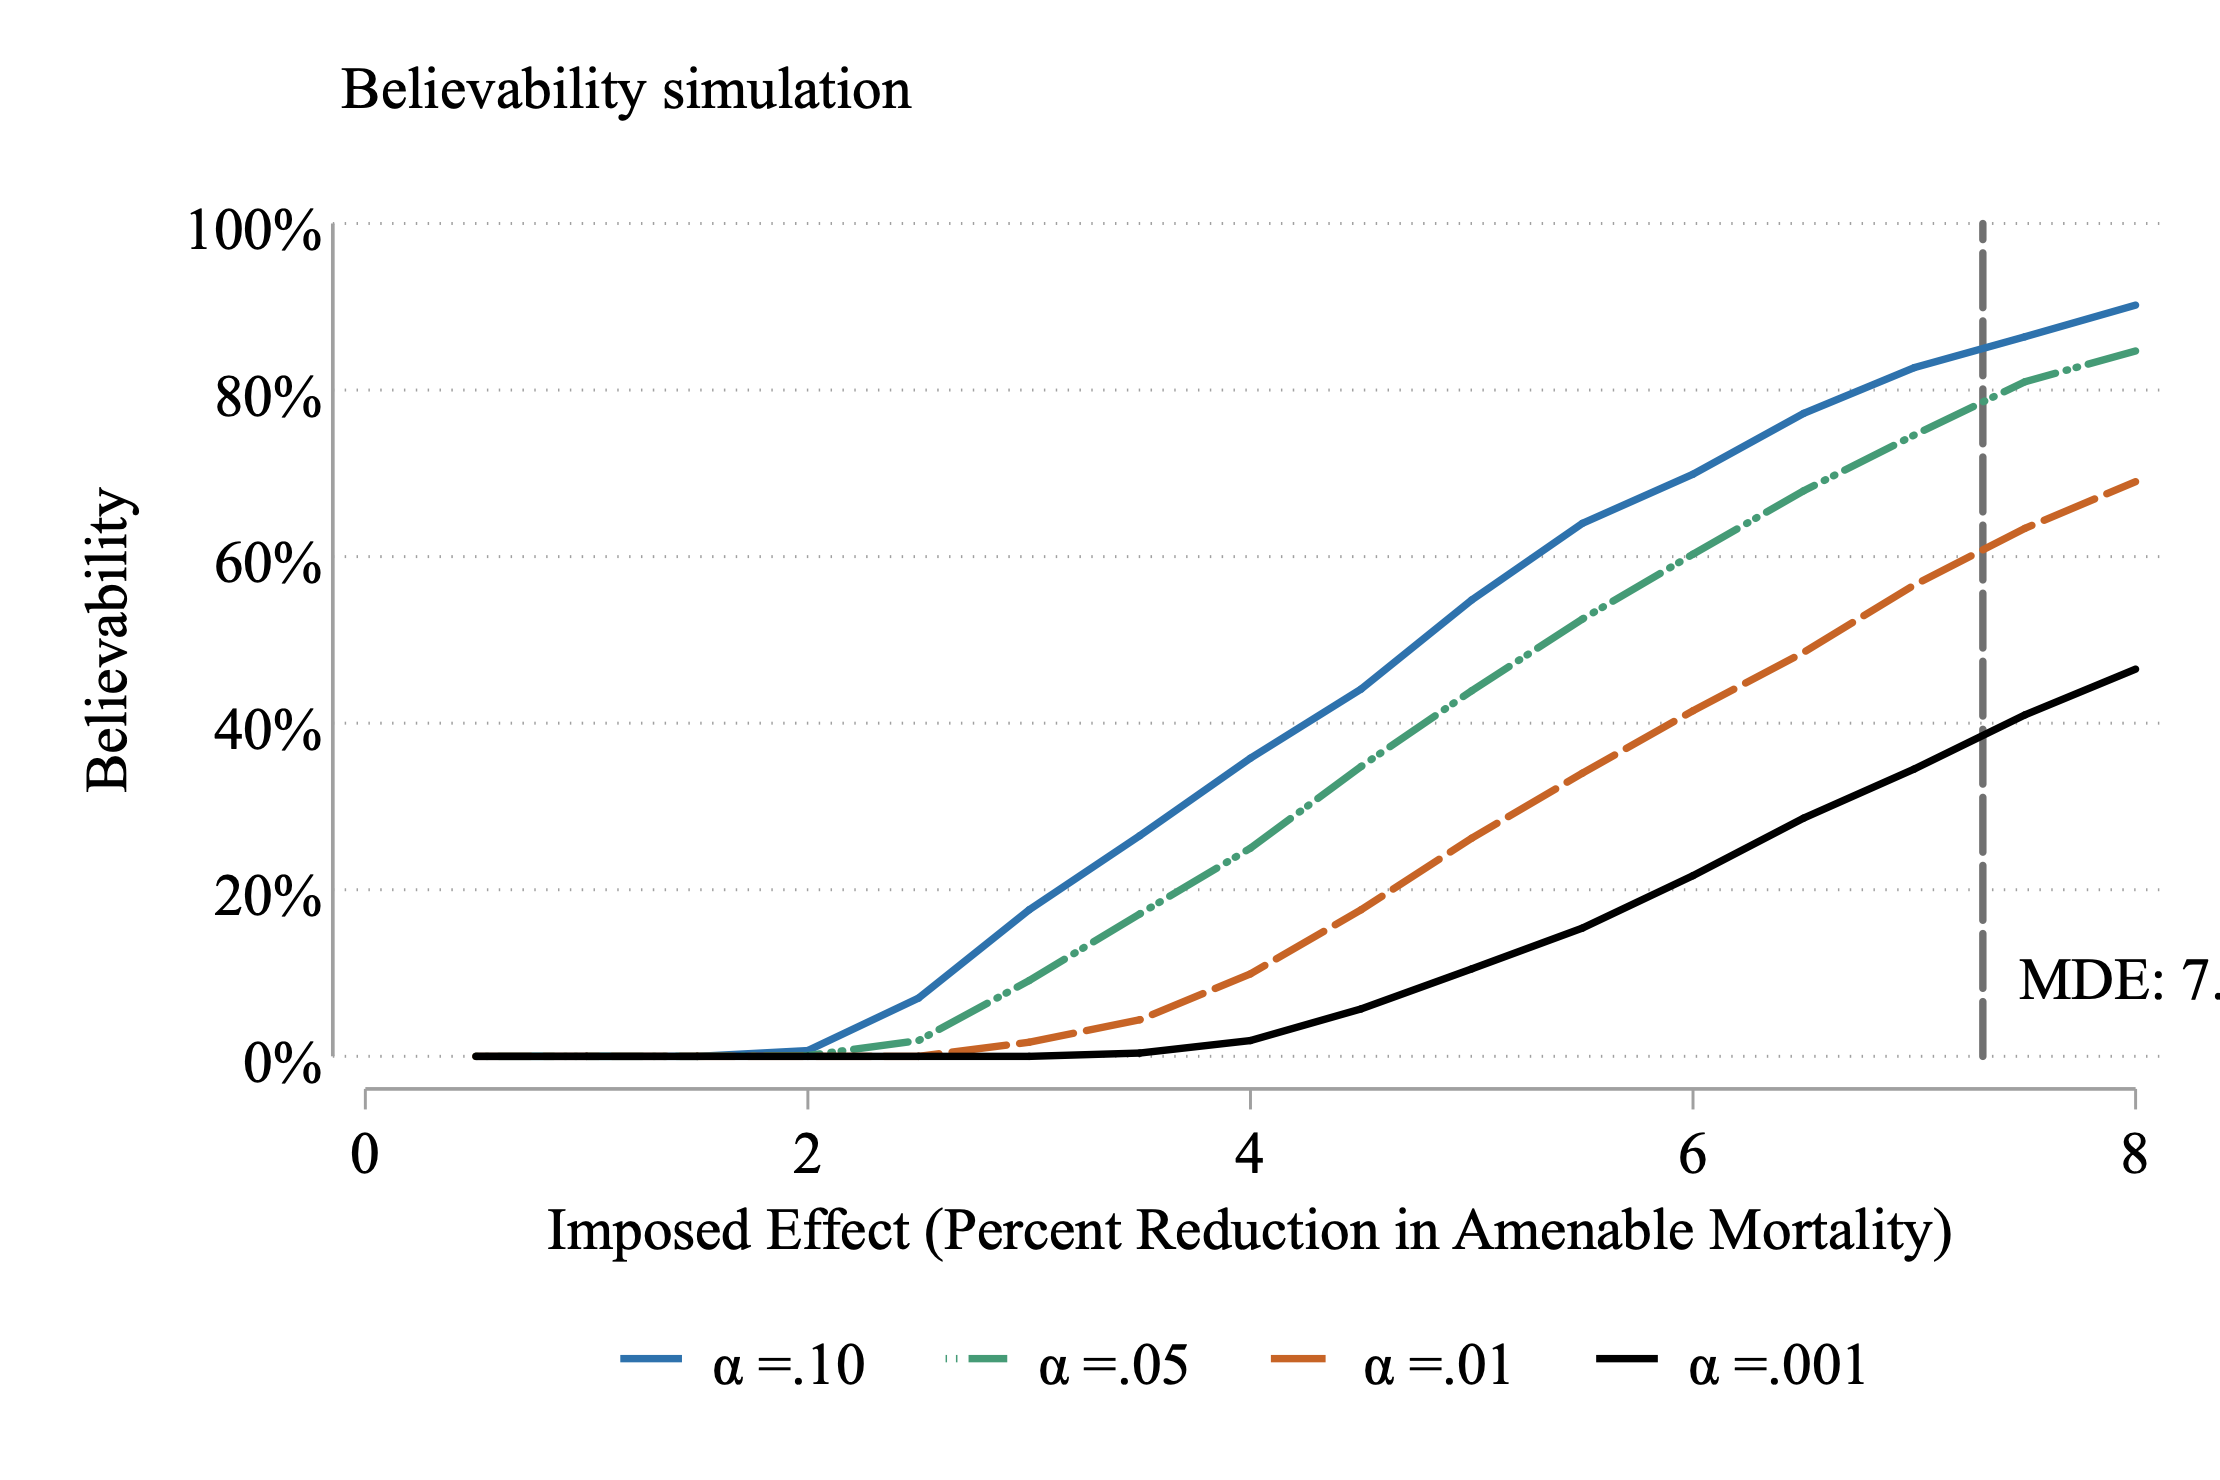 Believability simulation
100%
80%
60%
40%
20%
0%
Believability
MDE: 7.
0 2 4 6 8
Imposed Effect (Percent Reduction in Amenable Mortality)
α =.10 α =.05 α =.01 α =.001